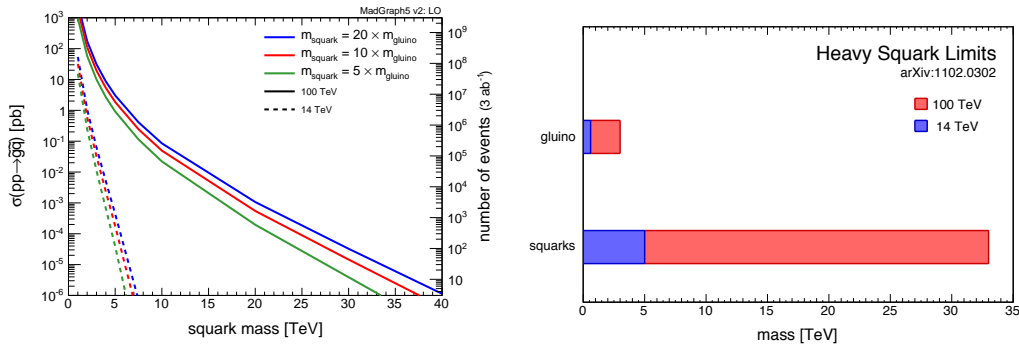 MadGraph5 v2: LO
10³
10²
10
1
10⁻¹
10⁻²
10⁻³
10⁻⁴
10⁻⁵
10⁻⁶
σ(pp→g̃q̃) [pb]
m_squark = 20 × m_gluino
m_squark = 10 × m_gluino
m_squark = 5 × m_gluino
100 TeV
14 TeV
10⁹
10⁸
10⁷
10⁶
10⁵
10⁴
10³
10²
10
number of events (3 ab⁻¹)
0 5 10 15 20 25 30 35 40
squark mass [TeV]
Heavy Squark Limits
arXiv:1102.0302
100 TeV
14 TeV
gluino
squarks
0 5 10 15 20 25 30 35
mass [TeV]